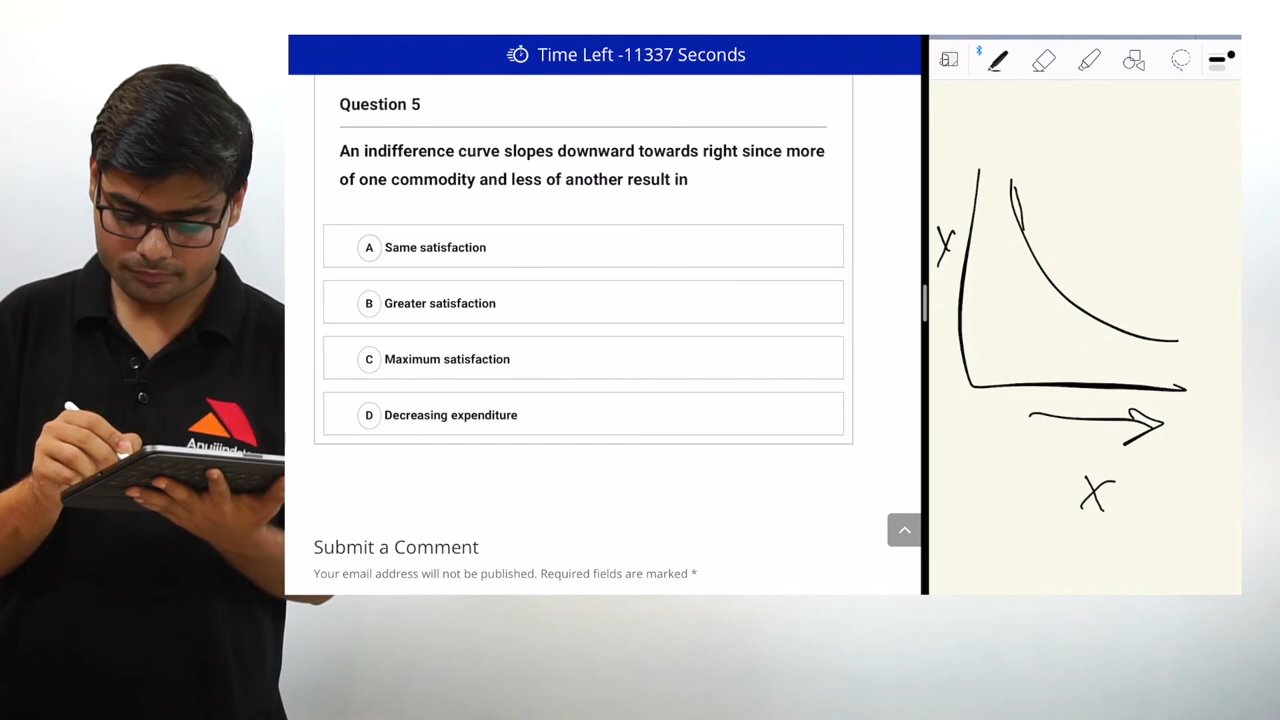 Time Left -11337 Seconds
Question 5
An indifference curve slopes downward towards right since more
of one commodity and less of another result in
A Same satisfaction
B Greater satisfaction
C Maximum satisfaction
D Decreasing expenditure
Submit a Comment
Your email address will not be published. Required fields are marked *
X
X